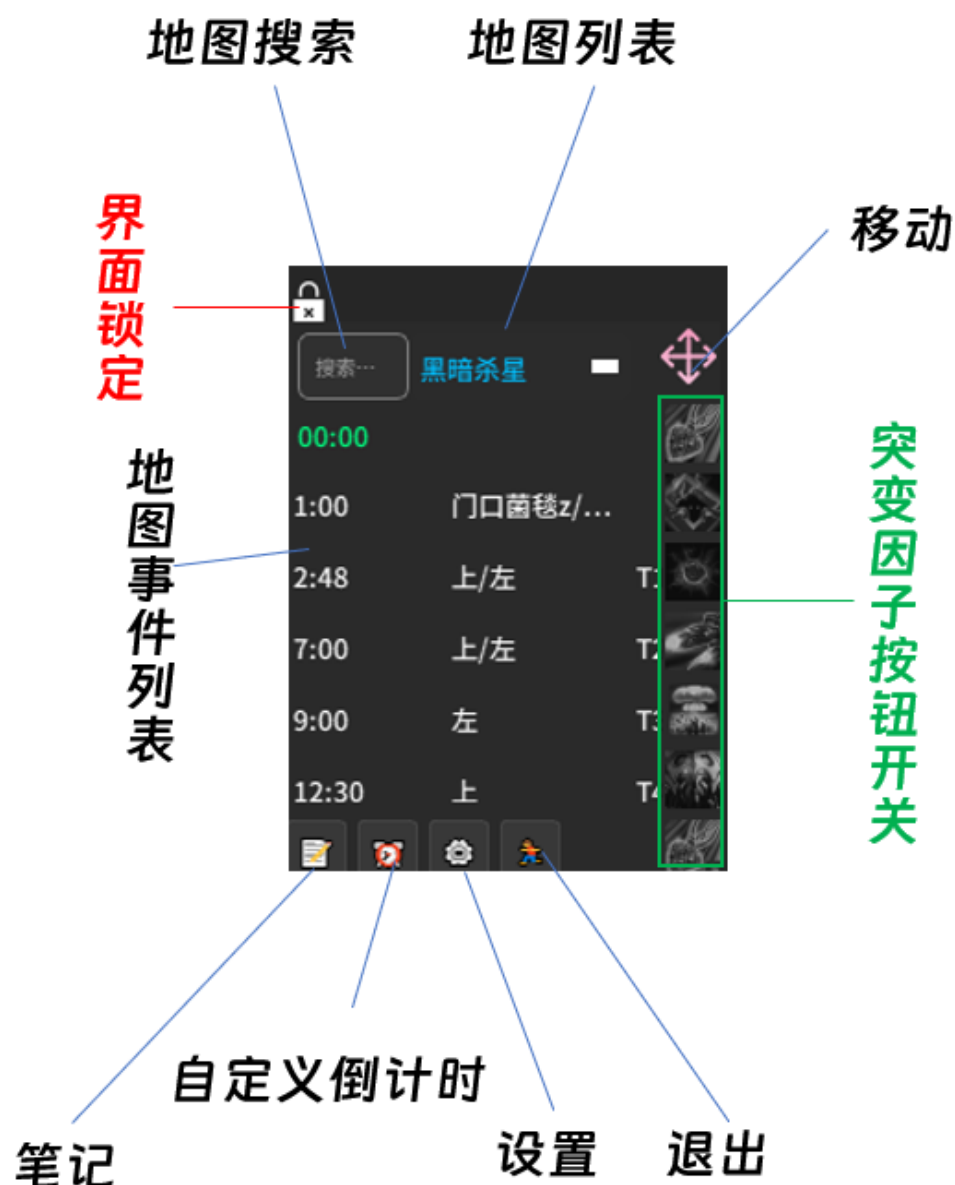 地图搜索
地图列表
界面锁定
移动
x
搜索…
黑暗杀星
00:00
1:00 门口菌毯z/...
2:48 上/左 T1
7:00 上/左 T2
9:00 左 T3
12:30 上 T4
地图事件列表
突变因子按钮开关
自定义倒计时
笔记
设置
退出